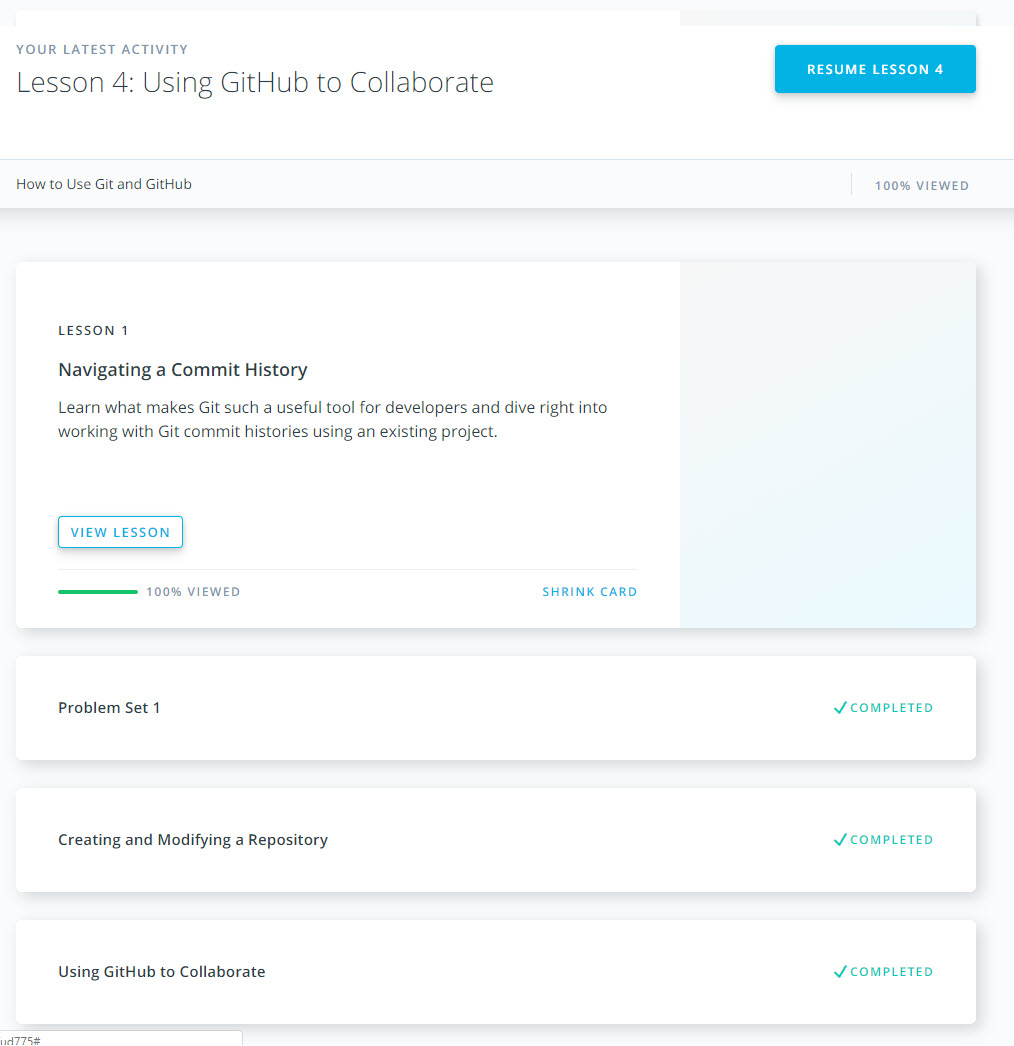 YOUR LATEST ACTIVITY
Lesson 4: Using GitHub to Collaborate
RESUME LESSON 4
How to Use Git and GitHub
100% VIEWED
LESSON 1
Navigating a Commit History
Learn what makes Git such a useful tool for developers and dive right into
working with Git commit histories using an existing project.
VIEW LESSON
100% VIEWED
SHRINK CARD
Problem Set 1
COMPLETED
Creating and Modifying a Repository
COMPLETED
Using GitHub to Collaborate
COMPLETED
ud775#